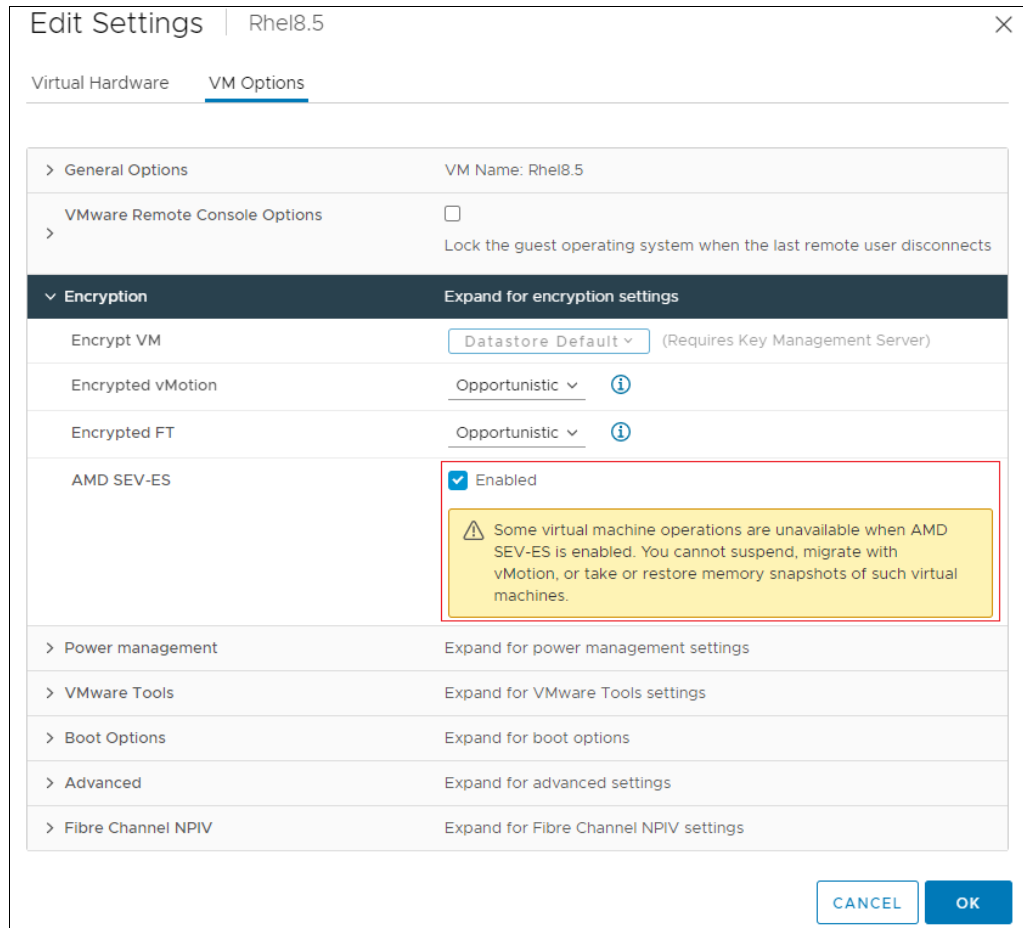 Edit Settings Rhel8.5
Virtual Hardware VM Options
General Options VM Name: Rhel8.5
VMware Remote Console Options
Lock the guest operating system when the last remote user disconnects
Encryption Expand for encryption settings
Encrypt VM Datastore Default (Requires Key Management Server)
Encrypted vMotion Opportunistic
Encrypted FT Opportunistic
AMD SEV-ES Enabled
Some virtual machine operations are unavailable when AMD
SEV-ES is enabled. You cannot suspend, migrate with
vMotion, or take or restore memory snapshots of such virtual
machines.
Power management Expand for power management settings
VMware Tools Expand for VMware Tools settings
Boot Options Expand for boot options
Advanced Expand for advanced settings
Fibre Channel NPIV Expand for Fibre Channel NPIV settings
CANCEL OK